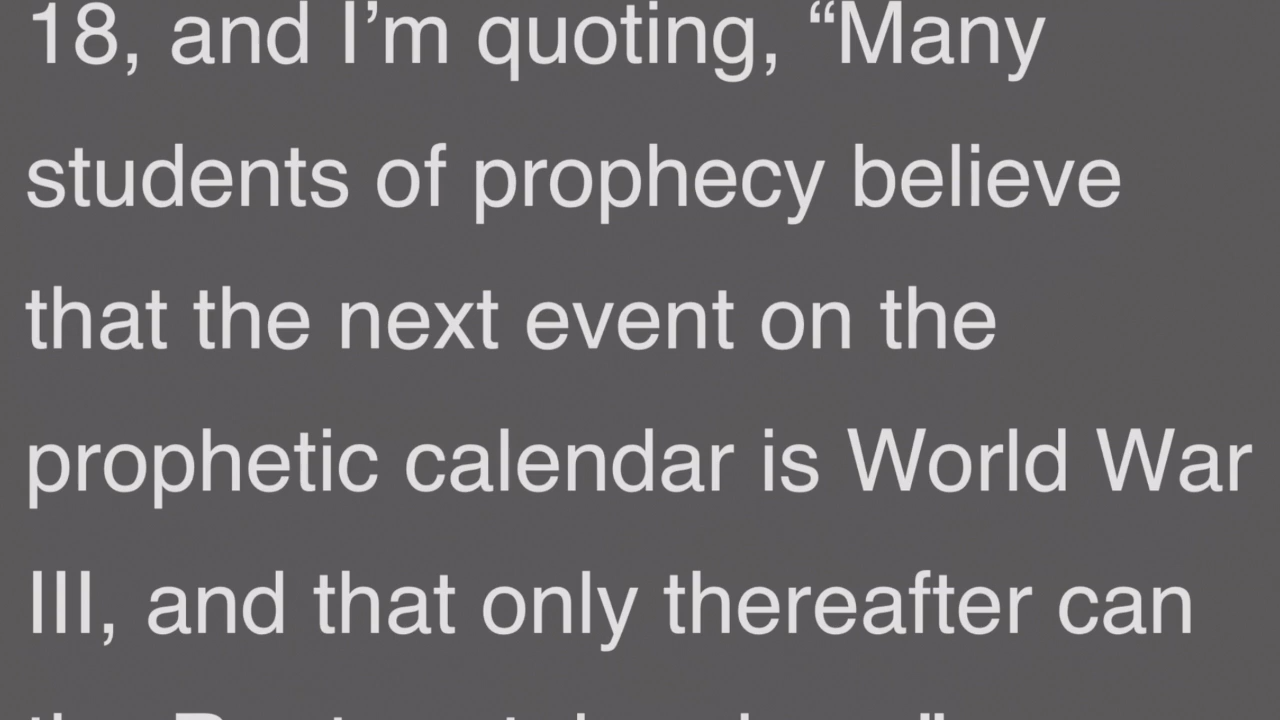 18, and I’m quoting, “Many
students of prophecy believe
that the next event on the
prophetic calendar is World War
III, and that only thereafter can